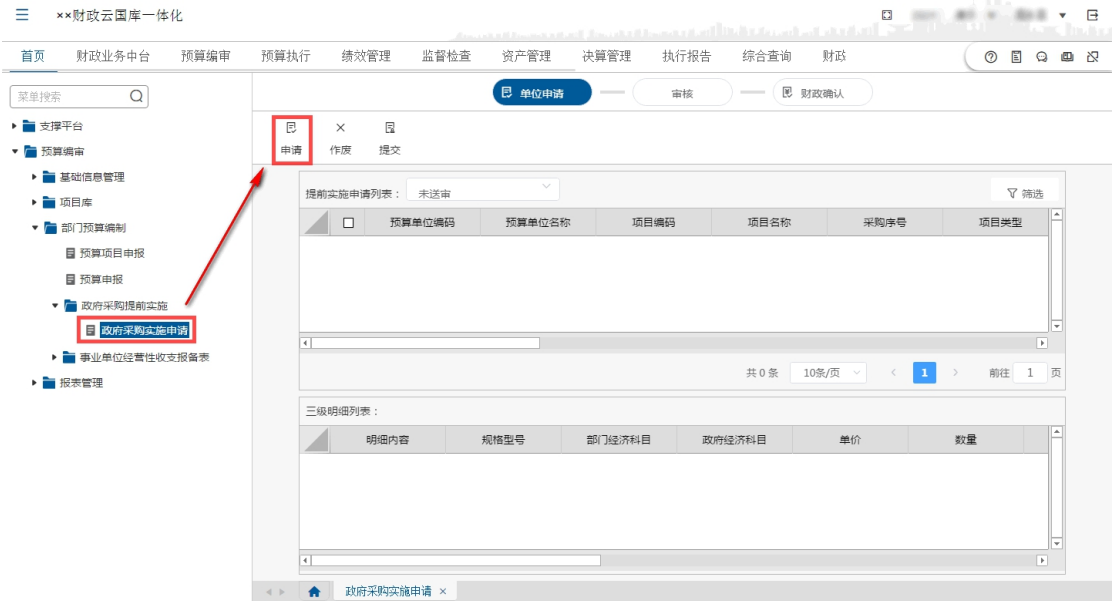 ××财政云国库一体化
首页 财政业务中台 预算编审 预算执行 绩效管理 监督检查 资产管理 决算管理 执行报告 综合查询 财政
菜单搜索
单位申请 审核 财政确认
支撑平台
预算编审
基础信息管理
项目库
部门预算编制
预算项目申报
预算申报
政府采购提前实施
政府采购实施申请
事业单位经营性收支报备表
报表管理
申请 作废 提交
提前实施申请列表： 未送审 筛选
预算单位编码 预算单位名称 项目编码 项目名称 采购序号 项目类型
共 0 条 10条/页 1 前往 1 页
三级明细列表：
明细内容 规格型号 部门经济科目 政府经济科目 单价 数量
政府采购实施申请 ×